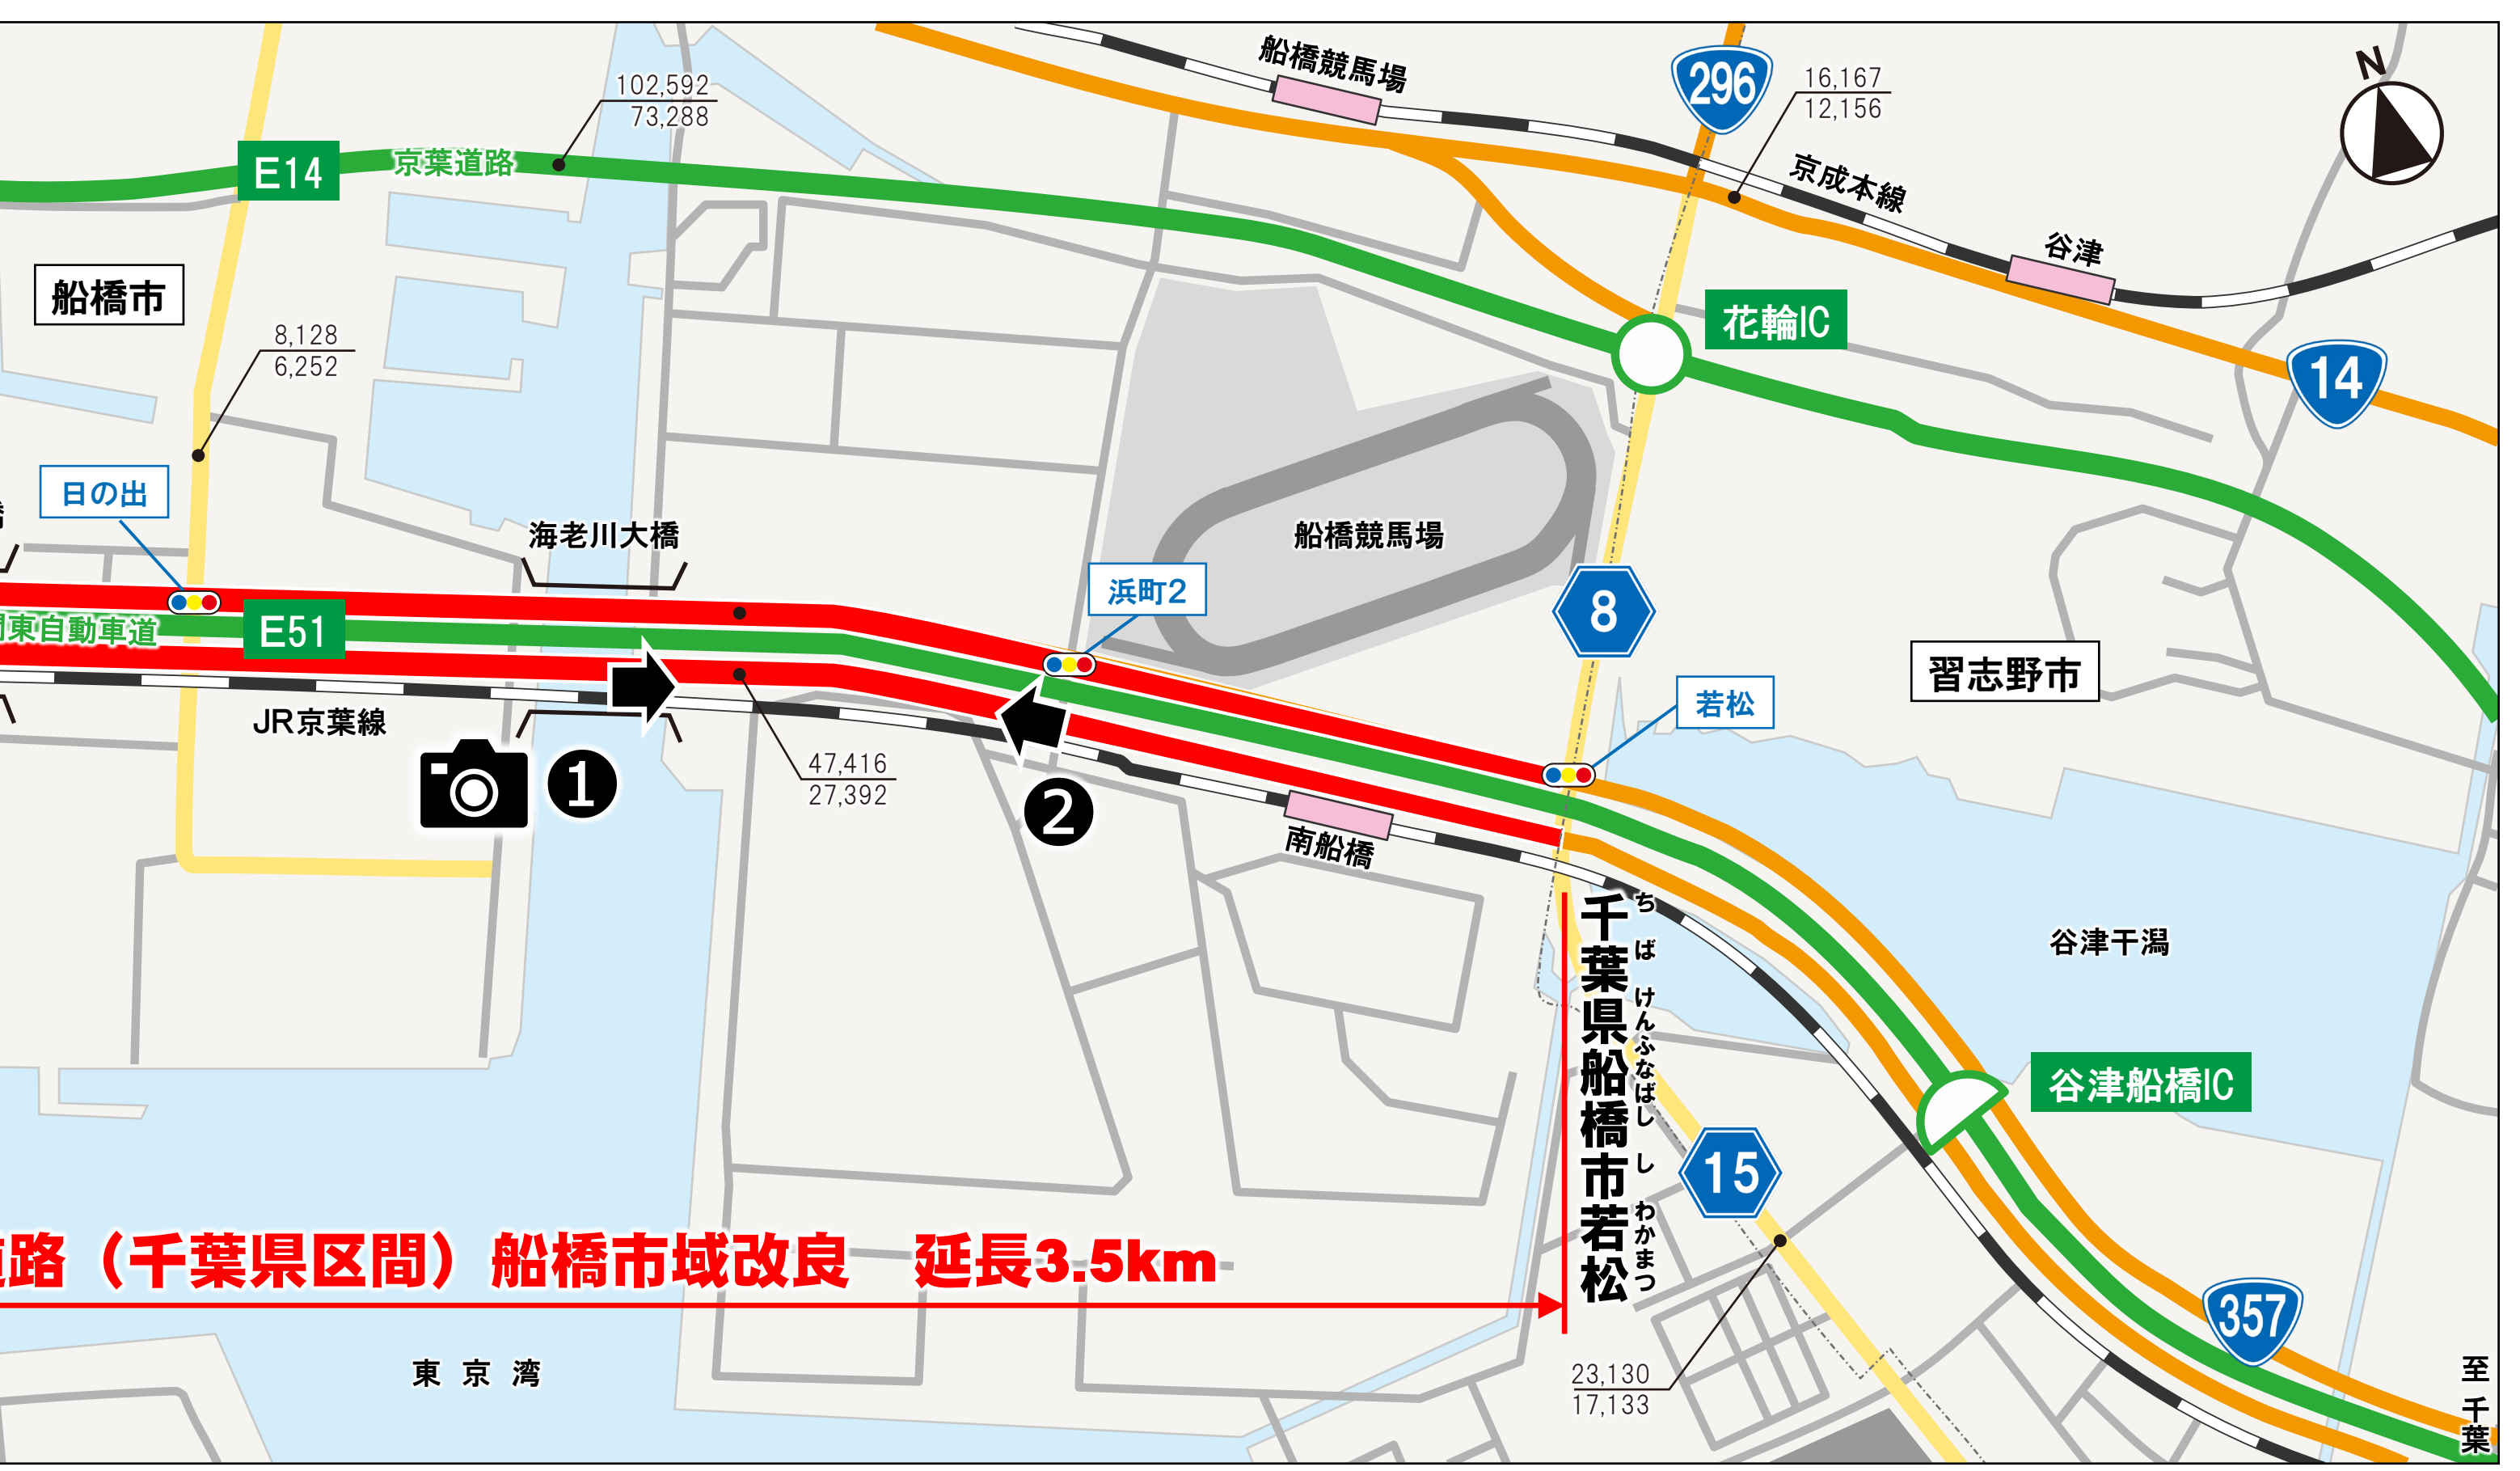 船橋競馬場
296
16,167
12,156
N
102,592
73,288
E14
京葉道路
京成本線
谷津
船橋市
8,128
6,252
花輪IC
14
日の出
海老川大橋
船橋競馬場
浜町2
8
E51
東自動車道
習志野市
若松
JR京葉線
1
2
47,416
27,392
南船橋
千葉県船橋市若松
ちばけんふなばしし わかまつ
谷津干潟
谷津船橋IC
15
路（千葉県区間）船橋市域改良　延長3.5km
357
東京湾
23,130
17,133
至千葉